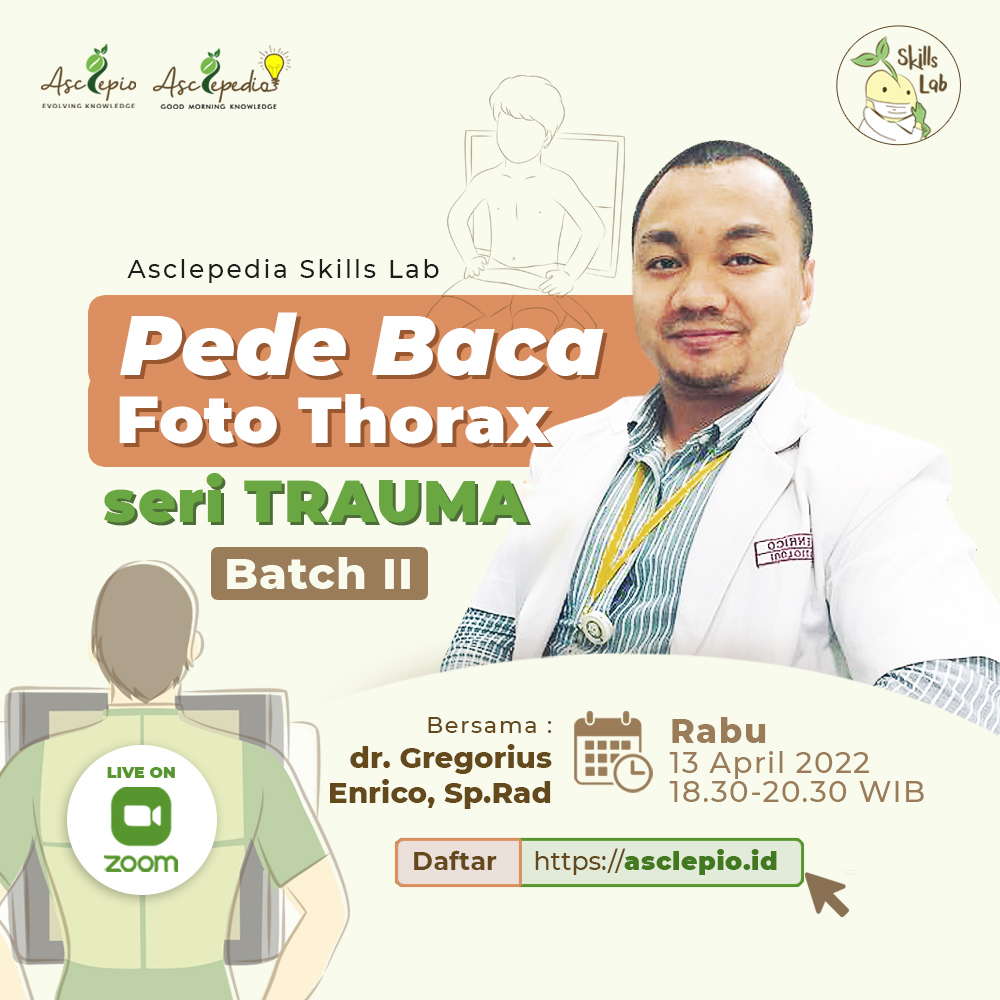 Asclepio
EVOLVING KNOWLEDGE
Asclepedia
GOOD MORNING KNOWLEDGE
Skills
Lab
Asclepedia Skills Lab
Pede Baca
Foto Thorax
seri TRAUMA
Batch II
LIVE ON
zoom
Bersama :
dr. Gregorius
Enrico, Sp.Rad
Rabu
13 April 2022
18.30-20.30 WIB
Daftar
https://asclepio.id